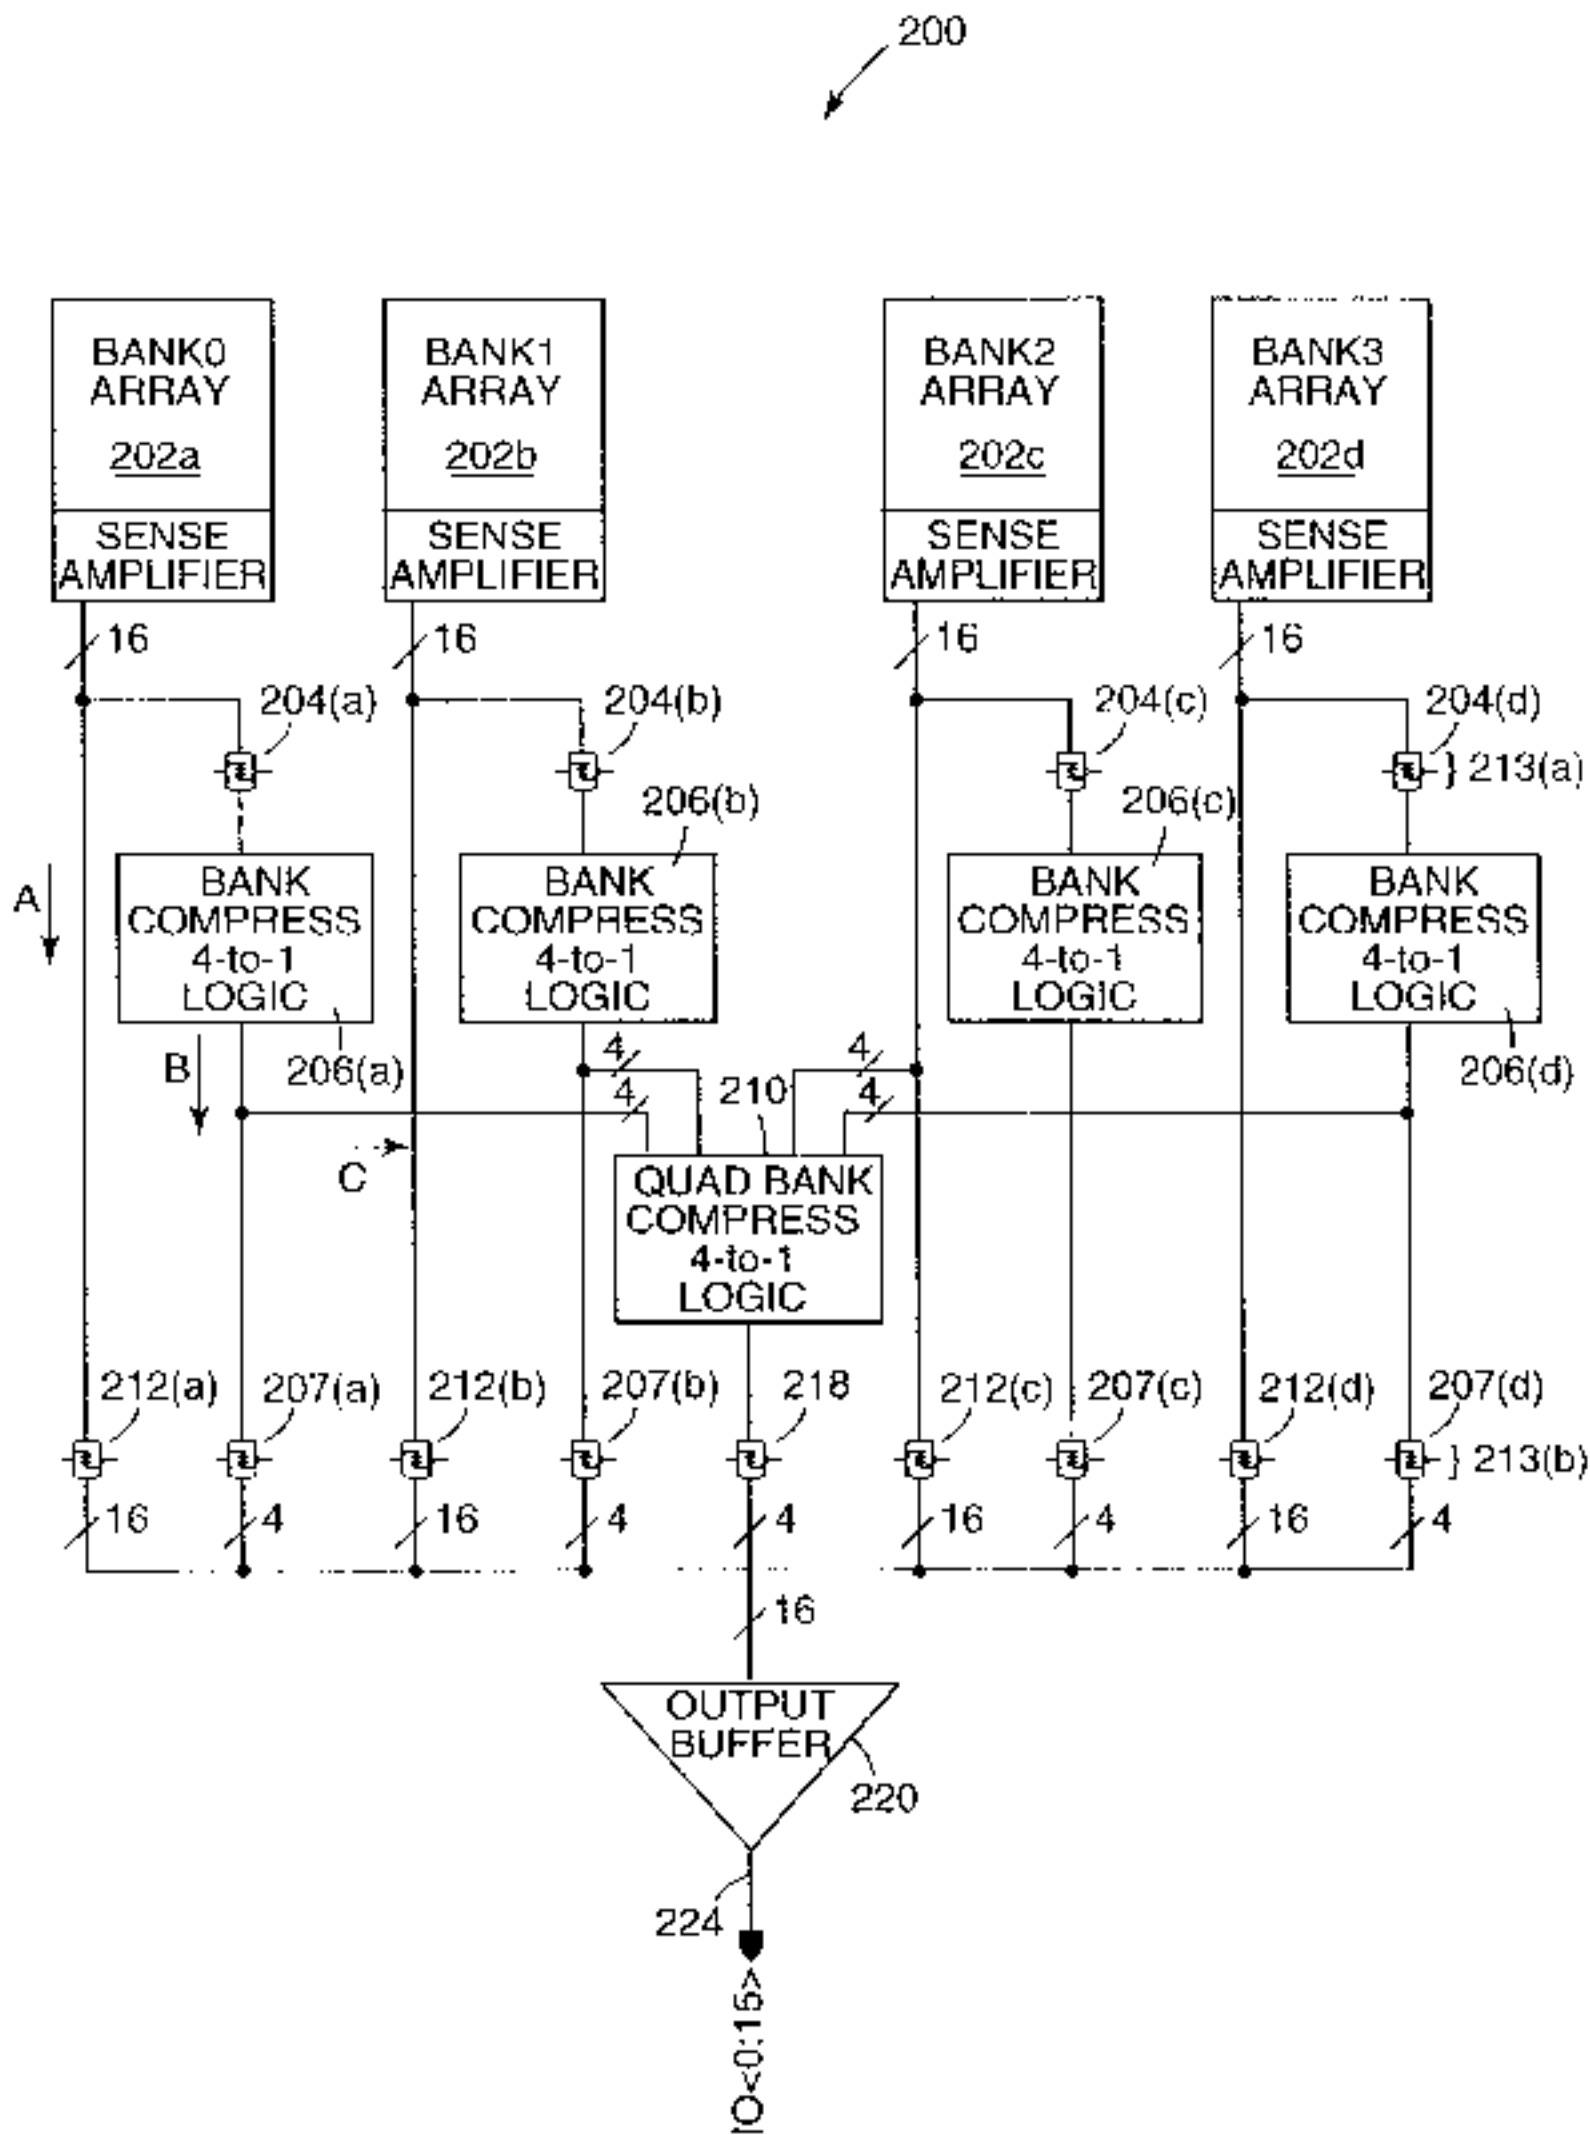 200
BANK0
ARRAY
202a
SENSE
AMPLIFIER
BANK1
ARRAY
202b
SENSE
AMPLIFIER
BANK2
ARRAY
202c
SENSE
AMPLIFIER
BANK3
ARRAY
202d
SENSE
AMPLIFIER
16
16
16
16
204(a)
204(b)
204(c)
204(d)
} 213(a)
206(b)
206(c)
A
BANK
COMPRESS
4-to-1
LOGIC
BANK
COMPRESS
4-to-1
LOGIC
BANK
COMPRESS
4-to-1
LOGIC
BANK
COMPRESS
4-to-1
LOGIC
B
206(a)
4
4
206(d)
4
210
4
C
QUAD BANK
COMPRESS
4-to-1
LOGIC
212(a)
207(a)
212(b)
207(b)
218
212(c)
207(c)
212(d)
207(d)
} 213(b)
16
4
16
4
4
16
4
16
4
16
OUTPUT
BUFFER
220
224
IO<0:15>